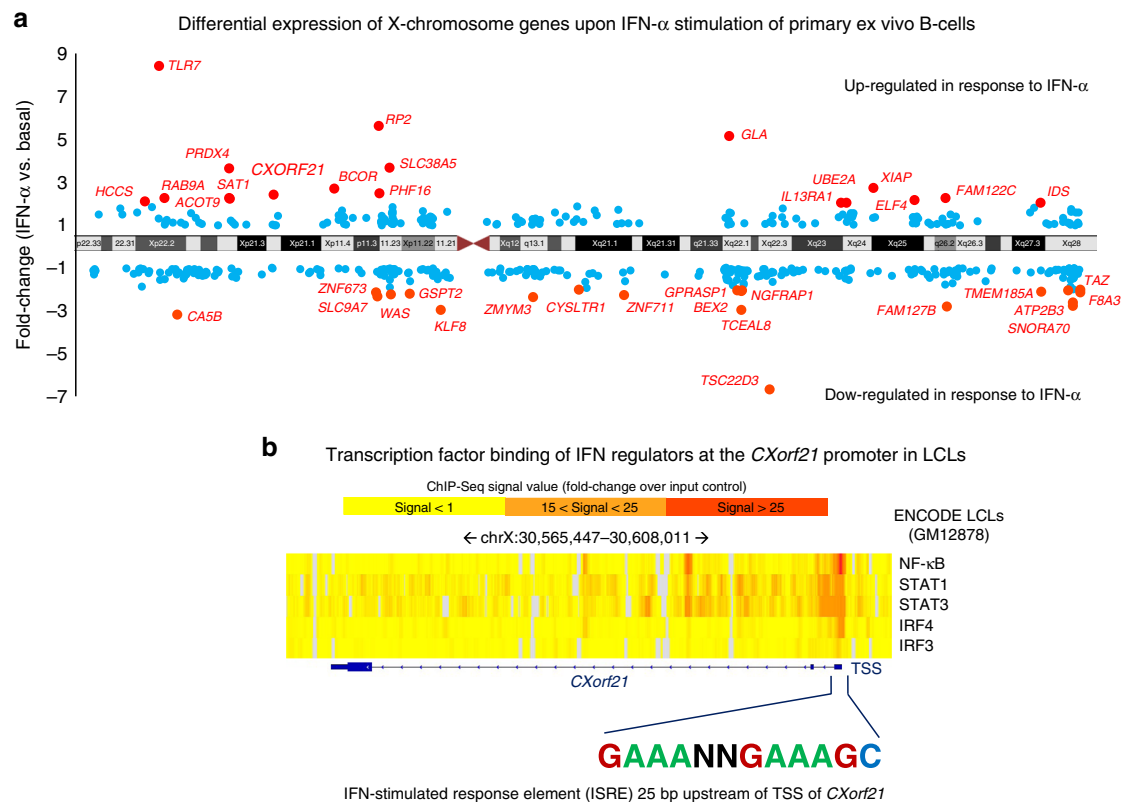 a
Differential expression of X-chromosome genes upon IFN-α stimulation of primary ex vivo B-cells
Fold-change (IFN-α vs. basal)
9
7
5
3
1
−1
−3
−5
−7
Up-regulated in response to IFN-α
TLR7
RP2
GLA
PRDX4
CXORF21
SLC38A5
HCCS
RAB9A
SAT1
ACOT9
BCOR
PHF16
UBE2A
XIAP
IL13RA1
ELF4
FAM122C
IDS
p22.33 22.31 Xp22.2 Xp21.3 Xp21.1 Xp11.4 p11.3 11.23 Xp11.22 11.21 Xq12 q13.1 Xq21.1 Xq21.31 q21.33 Xq22.1 Xq22.3 Xq23 Xq24 Xq25 q26.2 Xq26.3 Xq27.3 Xq28
CA5B
ZNF673
SLC9A7
WAS
GSPT2
KLF8
ZMYM3
CYSLTR1
ZNF711
GPRASP1
BEX2
NGFRAP1
TCEAL8
FAM127B
TMEM185A
TAZ
F8A3
ATP2B3
SNORA70
TSC22D3
Dow-regulated in response to IFN-α
b
Transcription factor binding of IFN regulators at the CXorf21 promoter in LCLs
ChIP-Seq signal value (fold-change over input control)
Signal < 1 15 < Signal < 25 Signal > 25
ENCODE LCLs
(GM12878)
← chrX:30,565,447–30,608,011 →
NF-κB
STAT1
STAT3
IRF4
IRF3
TSS
CXorf21
GAAANNGAAAGC
IFN-stimulated response element (ISRE) 25 bp upstream of TSS of CXorf21